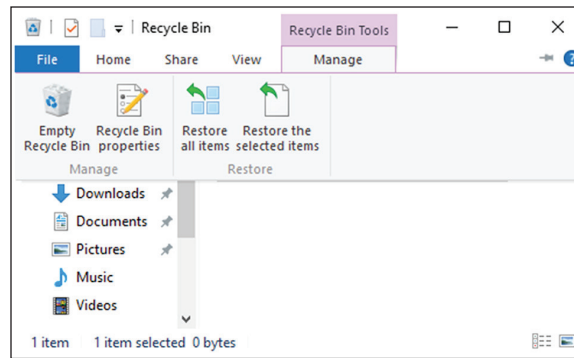 Recycle Bin
Recycle Bin Tools
File Home Share View Manage
?
Empty Recycle Bin Restore Restore the
Recycle Bin properties all items selected items
Manage Restore
Downloads
Documents
Pictures
Music
Videos
1 item 1 item selected 0 bytes